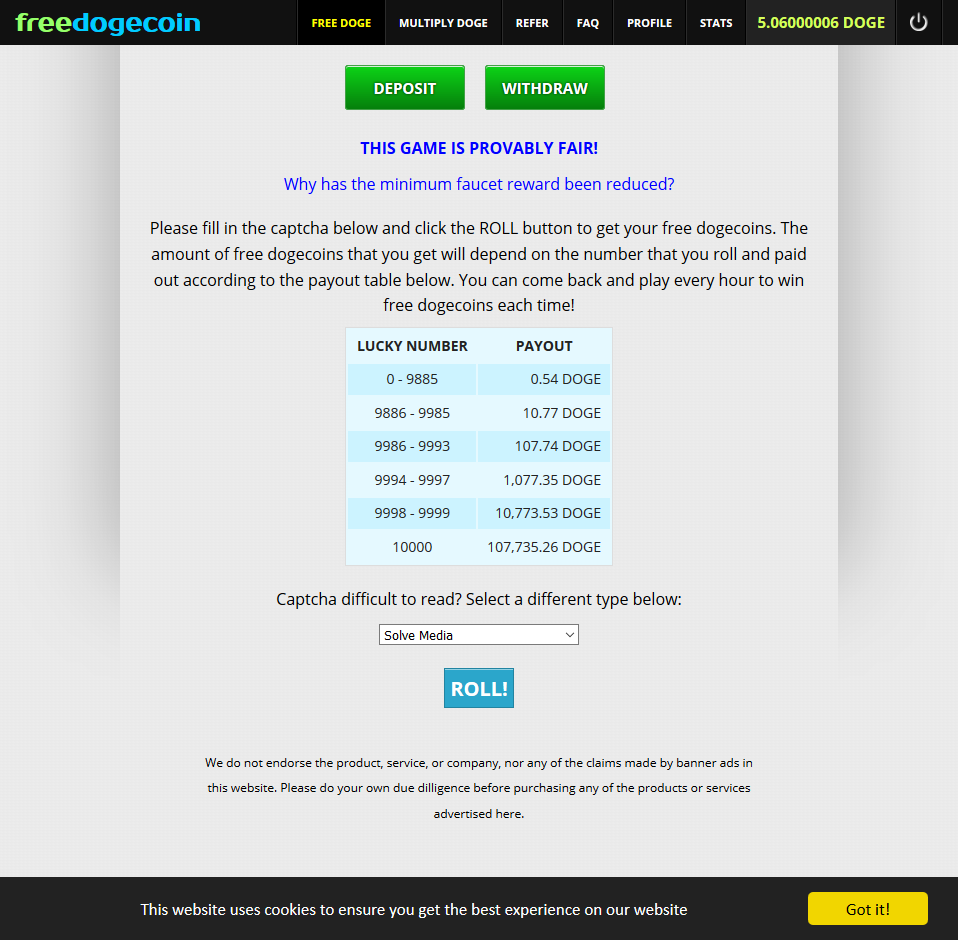 freedogecoin FREE DOGE MULTIPLY DOGE REFER FAQ PROFILE STATS 5.06000006 DOGE
DEPOSIT WITHDRAW
THIS GAME IS PROVABLY FAIR!
Why has the minimum faucet reward been reduced?
Please fill in the captcha below and click the ROLL button to get your free dogecoins. The
amount of free dogecoins that you get will depend on the number that you roll and paid
out according to the payout table below. You can come back and play every hour to win
free dogecoins each time!
LUCKY NUMBER PAYOUT
0 - 9885 0.54 DOGE
9886 - 9985 10.77 DOGE
9986 - 9993 107.74 DOGE
9994 - 9997 1,077.35 DOGE
9998 - 9999 10,773.53 DOGE
10000 107,735.26 DOGE
Captcha difficult to read? Select a different type below:
Solve Media
ROLL!
We do not endorse the product, service, or company, nor any of the claims made by banner ads in
this website. Please do your own due dilligence before purchasing any of the products or services
advertised here.
This website uses cookies to ensure you get the best experience on our website Got it!